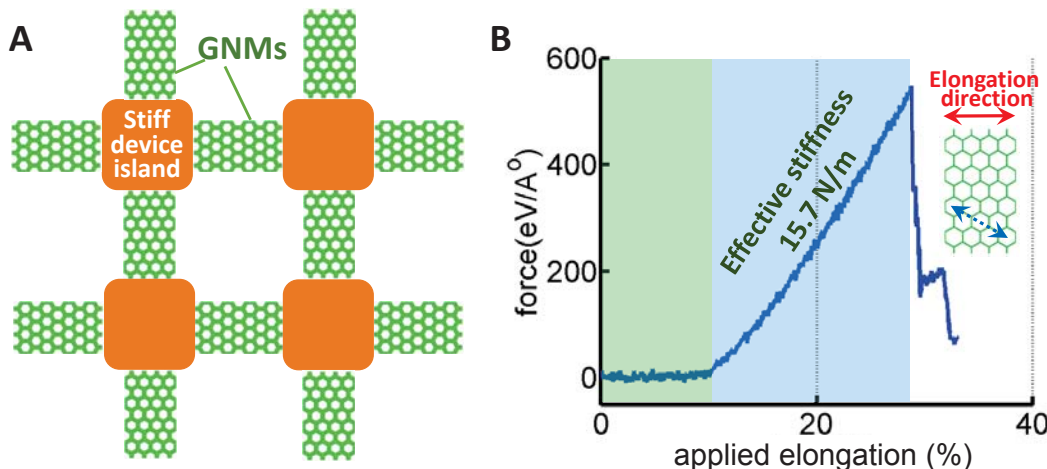 A
GNMs
Stiff
device
island
B
600
400
200
0
force(eV/A°)
Effective stiffness
15.7 N/m
Elongation
direction
0
20
40
applied elongation (%)